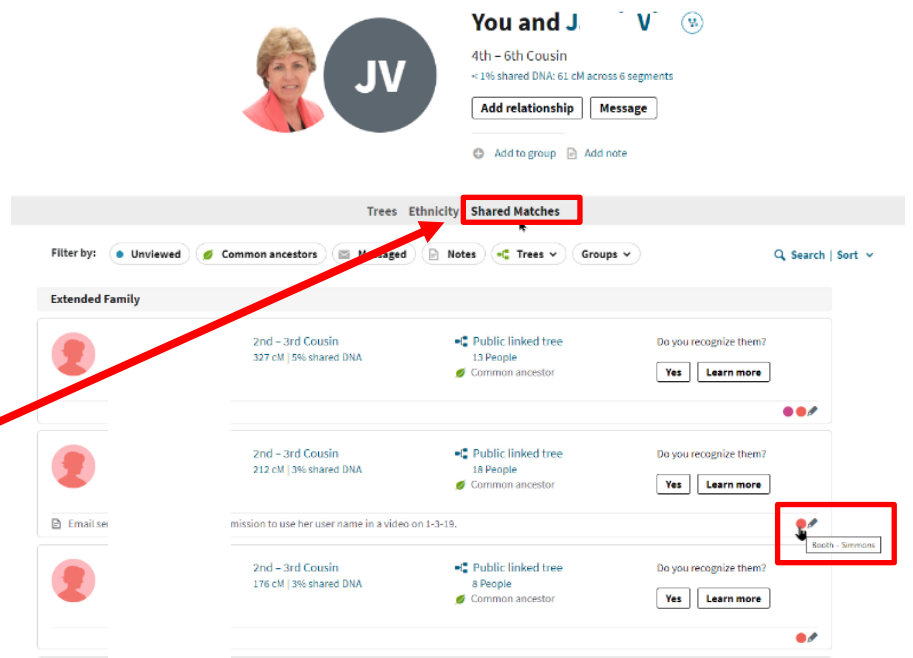 You and J V
4th – 6th Cousin
< 1% shared DNA: 61 cM across 6 segments
JV
Add relationship Message
Add to group Add note
Trees Ethnicity Shared Matches
Filter by: Unviewed Common ancestors Messaged Notes Trees Groups Search | Sort
Extended Family
2nd – 3rd Cousin Public linked tree Do you recognize them?
327 cM | 5% shared DNA 13 People
Common ancestor Yes Learn more
2nd – 3rd Cousin Public linked tree Do you recognize them?
212 cM | 3% shared DNA 18 People
Common ancestor Yes Learn more
Email mission to use her user name in a video on 1-3-19.
Booth - Simmons
2nd – 3rd Cousin Public linked tree Do you recognize them?
176 cM | 3% shared DNA 8 People
Common ancestor Yes Learn more